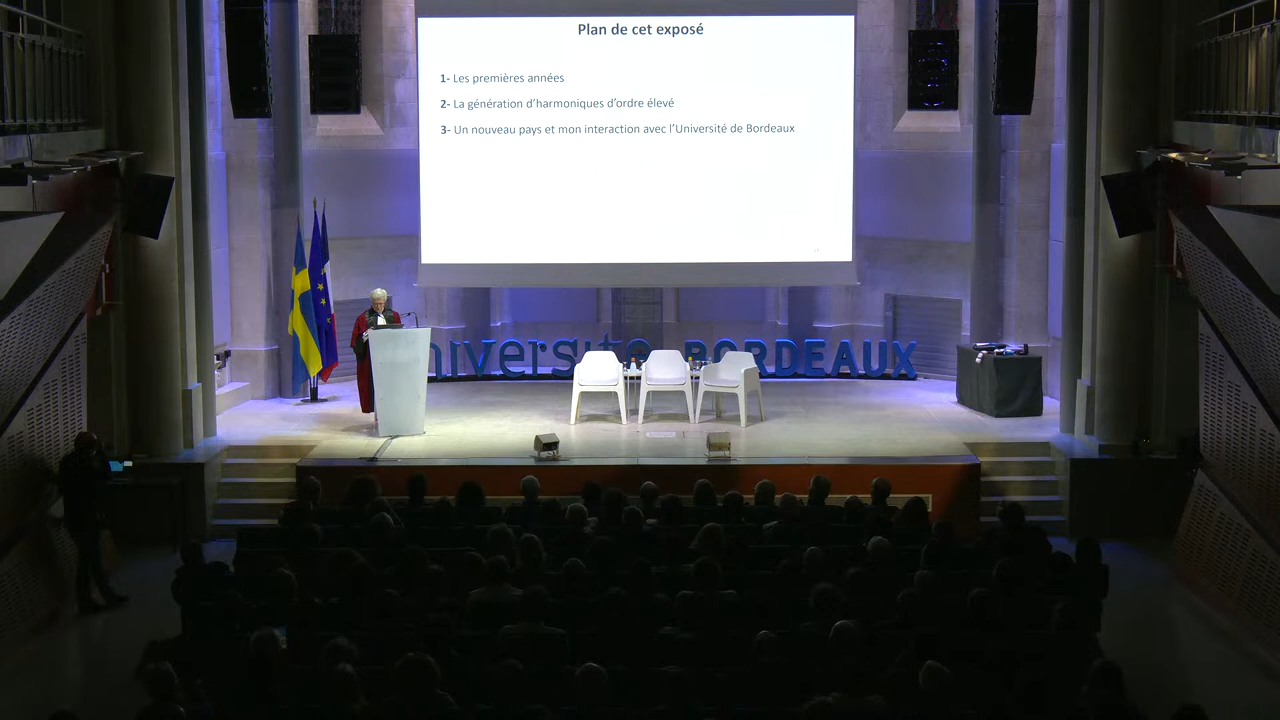 Plan de cet exposé
1- Les premières années
2- La génération d'harmoniques d'ordre élevé
3- Un nouveau pays et mon interaction avec l'Université de Bordeaux
université BORDEAUX